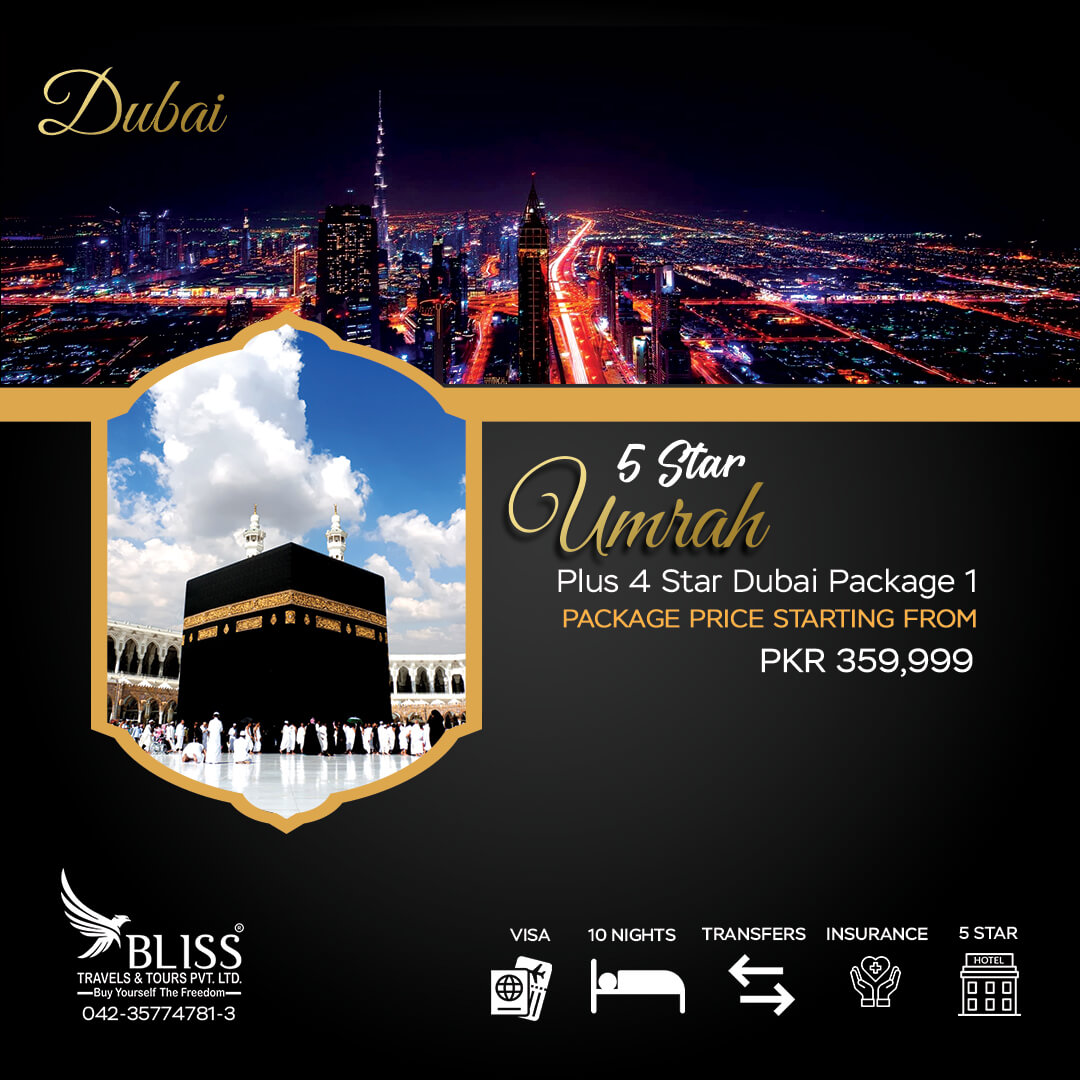 Dubai
5 Star
Umrah
Plus 4 Star Dubai Package 1
PACKAGE PRICE STARTING FROM
PKR 359,999
BLISS®
TRAVELS & TOURS PVT. LTD.
Buy Yourself The Freedom
042-35774781-3
VISA
10 NIGHTS
TRANSFERS
INSURANCE
5 STAR
HOTEL